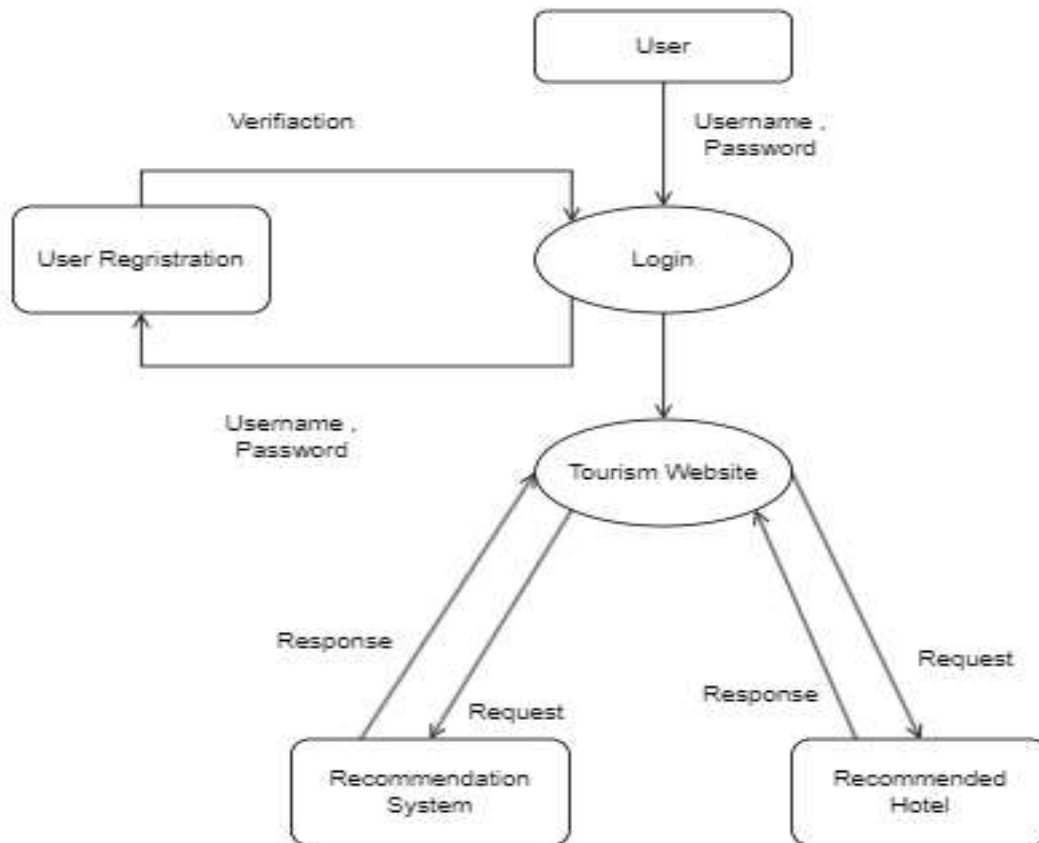 User
Verifiaction
Username ,
Password
User Regristration
Login
Username ,
Password
Tourism Website
Response
Request
Response
Request
Recommendation
System
Recommended
Hotel